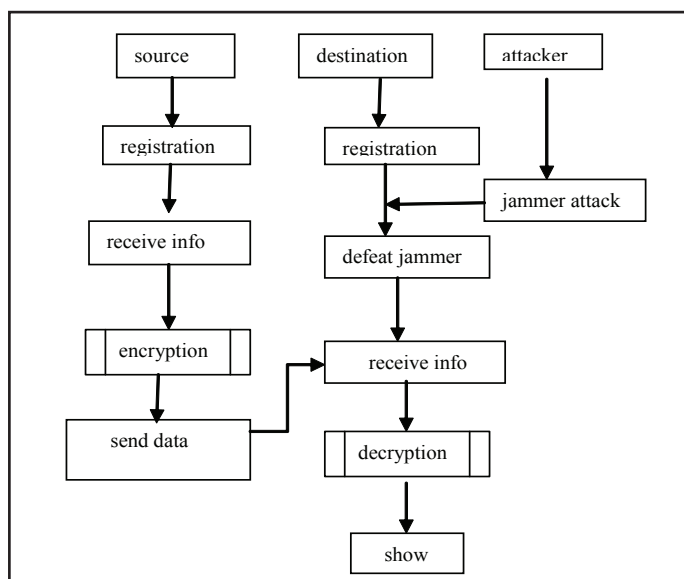 source
destination
attacker
registration
registration
jammer attack
receive info
defeat jammer
encryption
receive info
send data
decryption
show